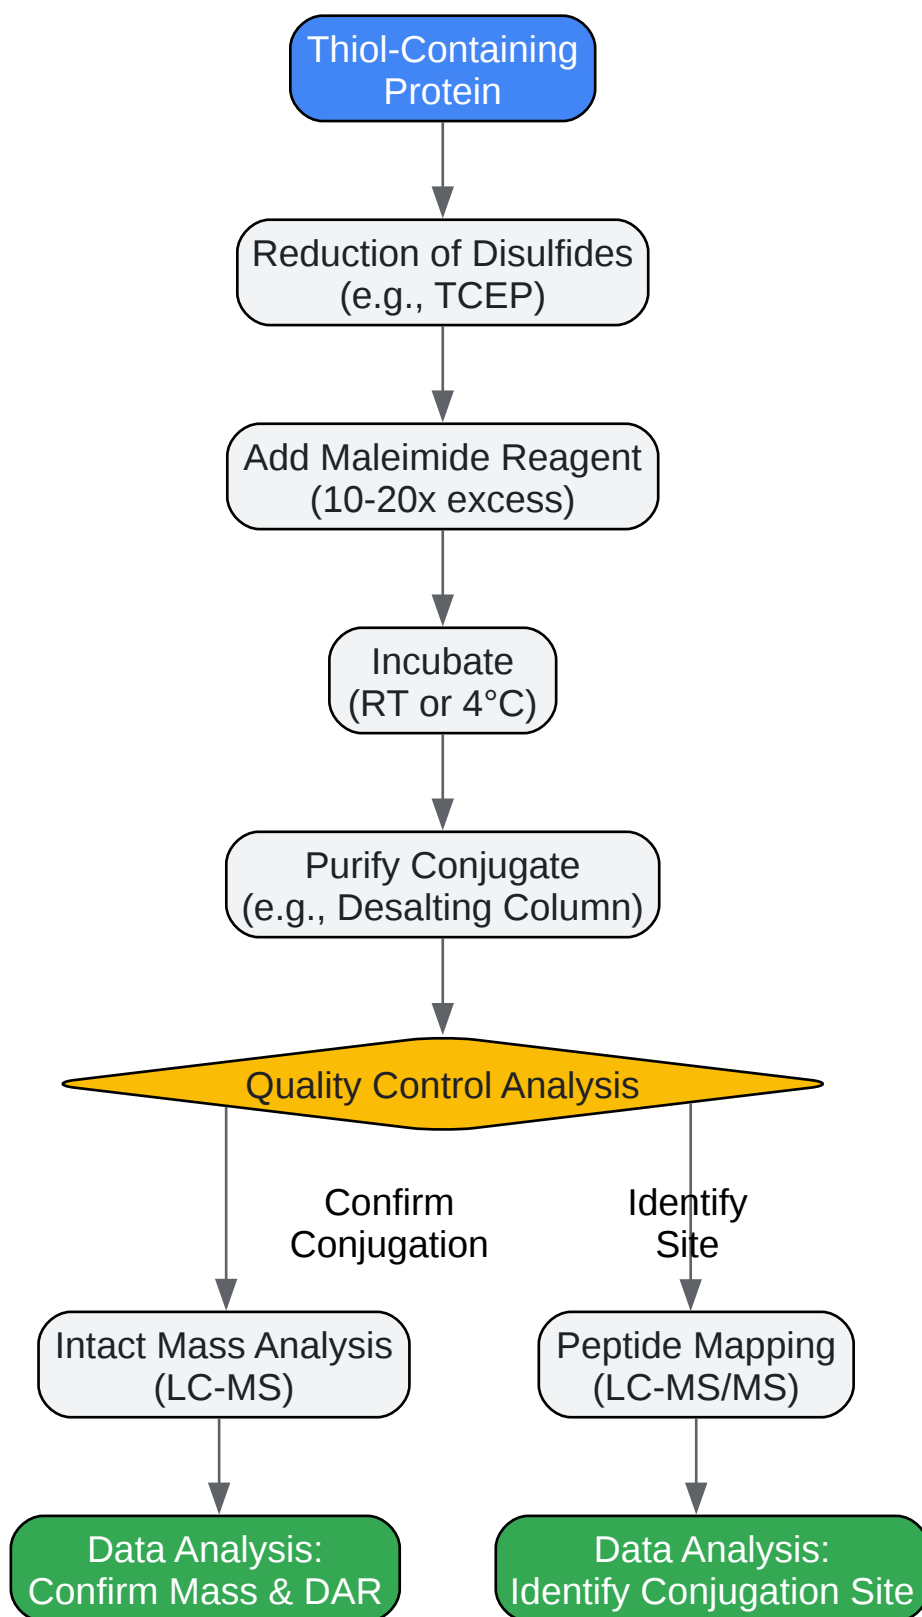 Thiol-Containing
Protein
Reduction of Disulfides
(e.g., TCEP)
Add Maleimide Reagent
(10-20x excess)
Incubate
(RT or 4°C)
Purify Conjugate
(e.g., Desalting Column)
Quality Control Analysis
Confirm
Conjugation
Identify
Site
Intact Mass Analysis
(LC-MS)
Peptide Mapping
(LC-MS/MS)
Data Analysis:
Confirm Mass & DAR
Data Analysis:
Identify Conjugation Site